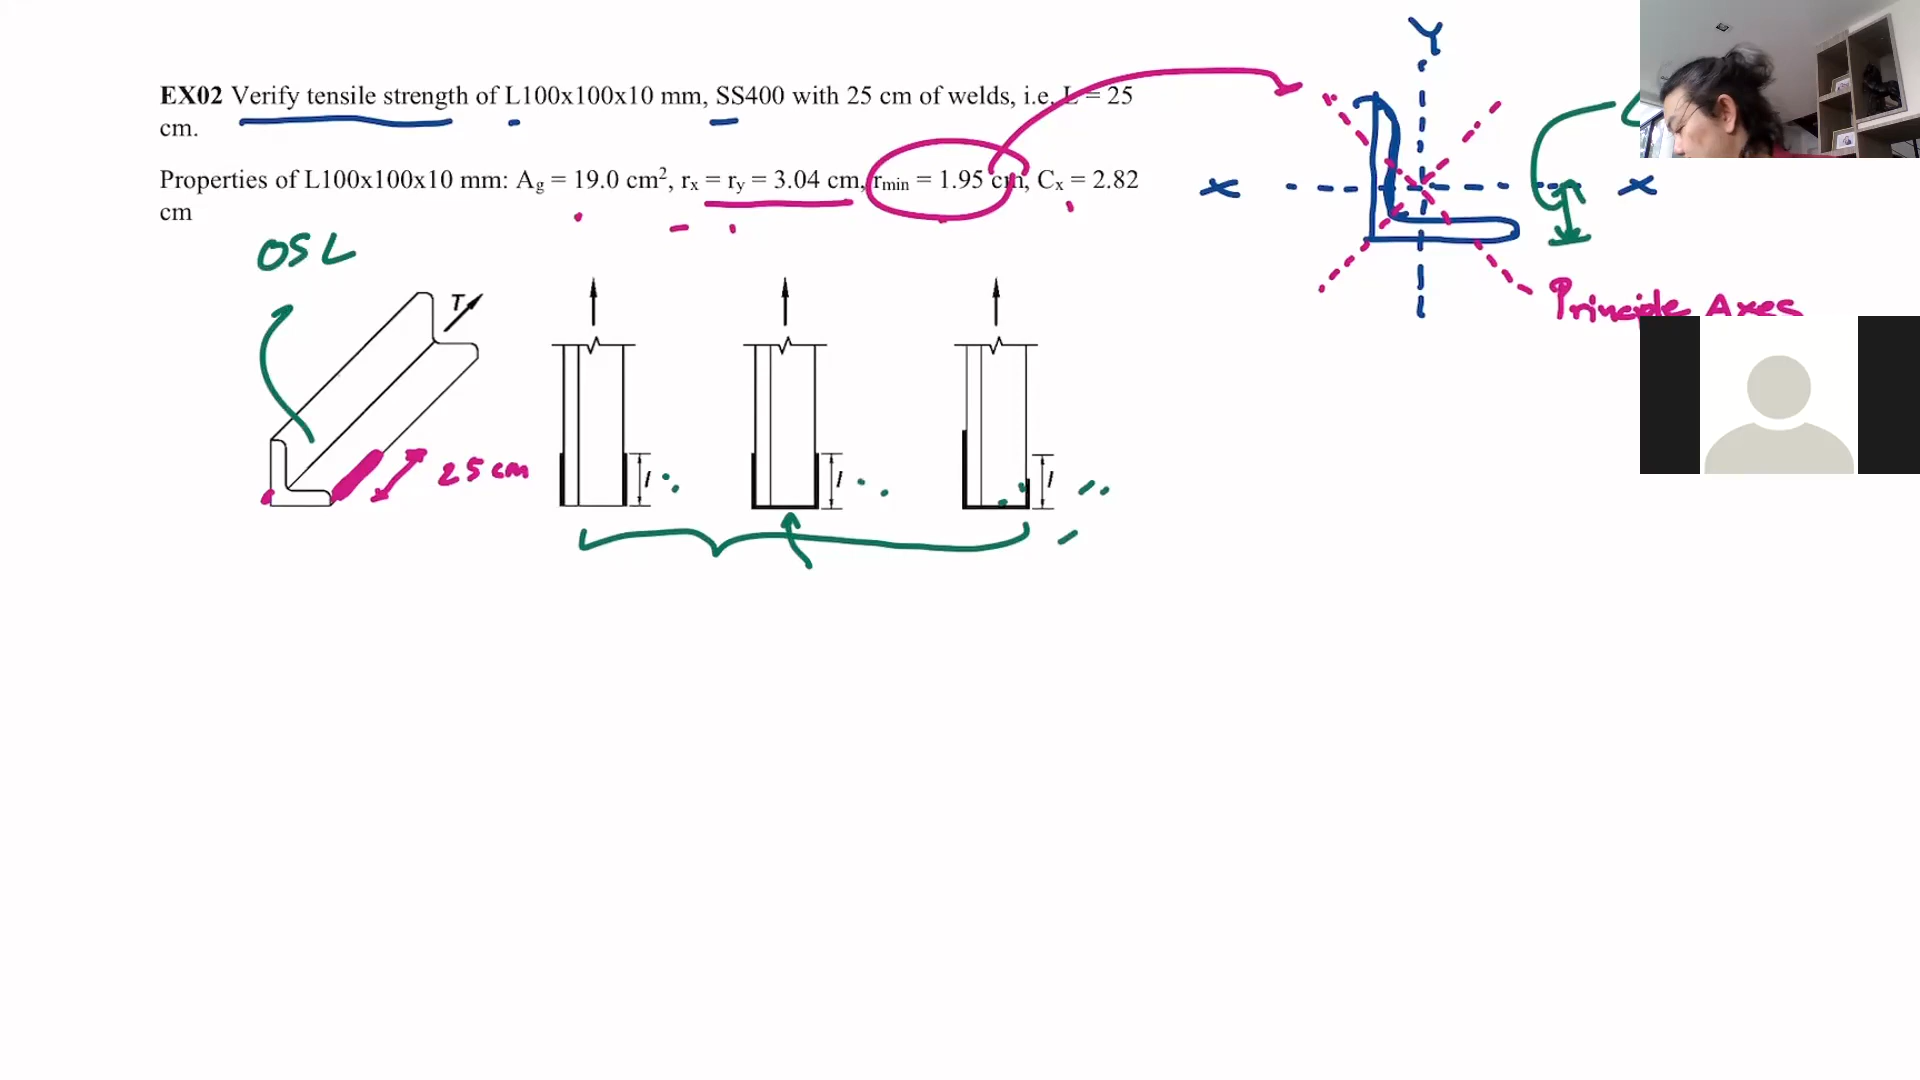 EX02 Verify tensile strength of L100x100x10 mm, SS400 with 25 cm of welds, i.e. L = 25
cm.
Properties of L100x100x10 mm: Ag = 19.0 cm², rx = ry = 3.04 cm, rmin = 1.95 cm, Cx = 2.82
cm
Y
x
x
Principle Axes
OSL
T
25 cm
l
l
l